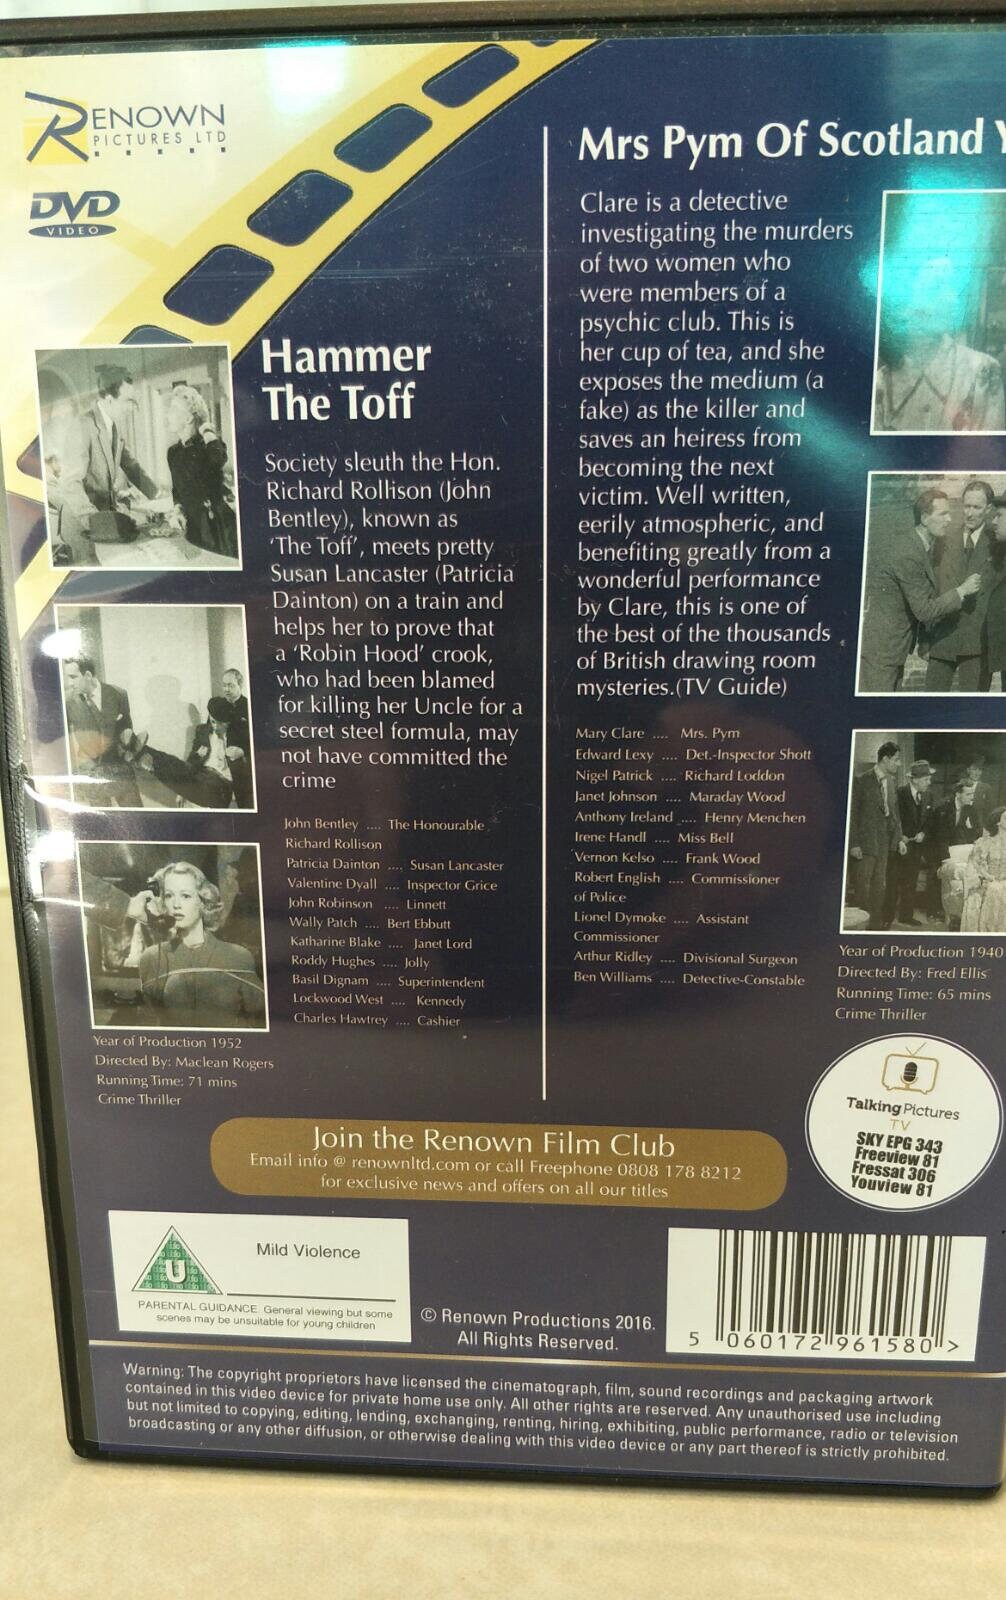 RENOWN
PICTURES LTD
DVD
VIDEO
Hammer
The Toff
Society sleuth the Hon.
Richard Rollison (John
Bentley), known as
'The Toff', meets pretty
Susan Lancaster (Patricia
Dainton) on a train and
helps her to prove that
a 'Robin Hood' crook,
who had been blamed
for killing her Uncle for a
secret steel formula, may
not have committed the
crime
John Bentley .... The Honourable
Richard Rollison
Patricia Dainton .... Susan Lancaster
Valentine Dyall .... Inspector Grice
John Robinson .... Linnett
Wally Patch .... Bert Ebbutt
Katharine Blake .... Janet Lord
Roddy Hughes .... Jolly
Basil Dignam .... Superintendent
Lockwood West .... Kennedy
Charles Hawtrey .... Cashier
Year of Production 1952
Directed By: Maclean Rogers
Running Time: 71 mins
Crime Thriller
Mrs Pym Of Scotland Y
Clare is a detective
investigating the murders
of two women who
were members of a
psychic club. This is
her cup of tea, and she
exposes the medium (a
fake) as the killer and
saves an heiress from
becoming the next
victim. Well written,
eerily atmospheric, and
benefiting greatly from a
wonderful performance
by Clare, this is one of
the best of the thousands
of British drawing room
mysteries.(TV Guide)
Mary Clare .... Mrs. Pym
Edward Lexy .... Det.-Inspector Shott
Nigel Patrick .... Richard Loddon
Janet Johnson .... Maraday Wood
Anthony Ireland .... Henry Menchen
Irene Handl .... Miss Bell
Vernon Kelso .... Frank Wood
Robert English .... Commissioner
of Police
Lionel Dymoke .... Assistant
Commissioner
Arthur Ridley .... Divisional Surgeon
Ben Williams .... Detective-Constable
Year of Production 1940
Directed By: Fred Ellis
Running Time: 65 mins
Crime Thriller
Talking Pictures
TV
SKY EPG 343
Freeview 81
Fressat 306
Youview 81
Join the Renown Film Club
Email info @ renownltd.com or call Freephone 0808 178 8212
for exclusive news and offers on all our titles
U
Mild Violence
PARENTAL GUIDANCE. General viewing but some
scenes may be unsuitable for young children
© Renown Productions 2016.
All Rights Reserved.
5 060172 961580 >
Warning: The copyright proprietors have licensed the cinematograph, film, sound recordings and packaging artwork
contained in this video device for private home use only. All other rights are reserved. Any unauthorised use including
but not limited to copying, editing, lending, exchanging, renting, hiring, exhibiting, public performance, radio or television
broadcasting or any other diffusion, or otherwise dealing with this video device or any part thereof is strictly prohibited.